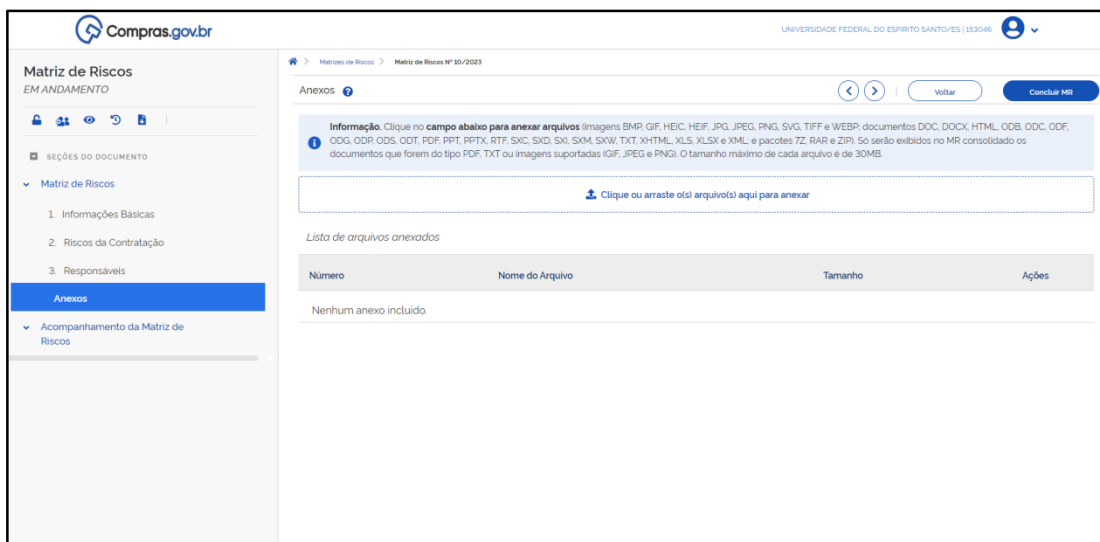 Compras.gov.br
UNIVERSIDADE FEDERAL DO ESPIRITO SANTO/ES | 153046
Matriz de Riscos
EM ANDAMENTO
SEÇÕES DO DOCUMENTO
Matriz de Riscos
1. Informações Básicas
2. Riscos da Contratação
3. Responsáveis
Anexos
Acompanhamento da Matriz de
Riscos
Matrizes de Riscos > Matriz de Riscos Nº 10/2023
Anexos
Voltar
Concluir MR
Informação. Clique no campo abaixo para anexar arquivos (imagens BMP, GIF, HEIC, HEIF, JPG, JPEG, PNG, SVG, TIFF e WEBP; documentos DOC, DOCX, HTML, ODB, ODC, ODF,
ODG, ODP, ODS, ODT, PDF, PPT, PPTX, RTF, SXC, SXD, SXI, SXM, SXW, TXT, XHTML, XLS, XLSX e XML; e pacotes 7Z, RAR e ZIP). Só serão exibidos no MR consolidado os
documentos que forem do tipo PDF, TXT ou imagens suportadas (GIF, JPEG e PNG). O tamanho máximo de cada arquivo é de 30MB.
Clique ou arraste o(s) arquivo(s) aqui para anexar
Lista de arquivos anexados
Número Nome do Arquivo Tamanho Ações
Nenhum anexo incluido.